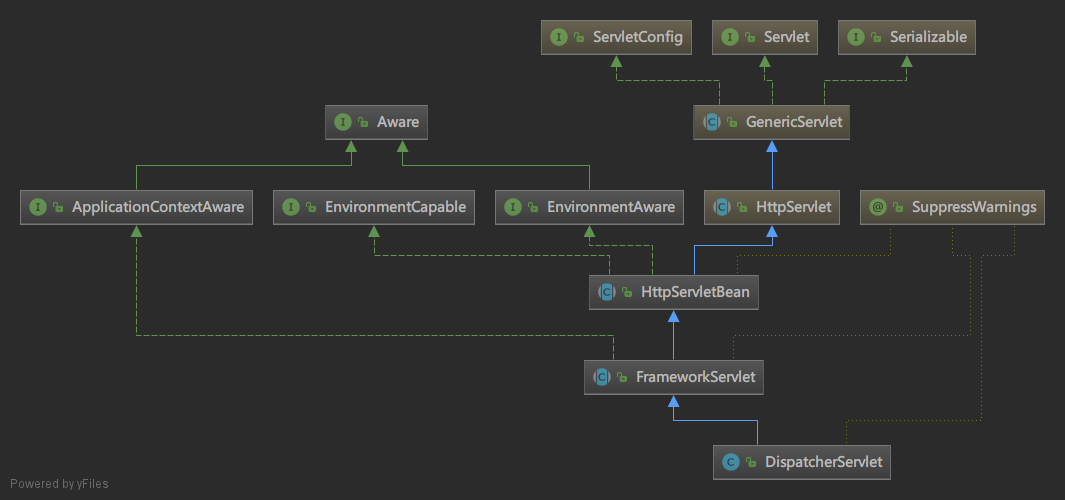 ServletConfig
Servlet
Serializable
Aware
GenericServlet
ApplicationContextAware
EnvironmentCapable
EnvironmentAware
HttpServlet
SuppressWarnings
HttpServletBean
FrameworkServlet
DispatcherServlet
Powered by yFiles